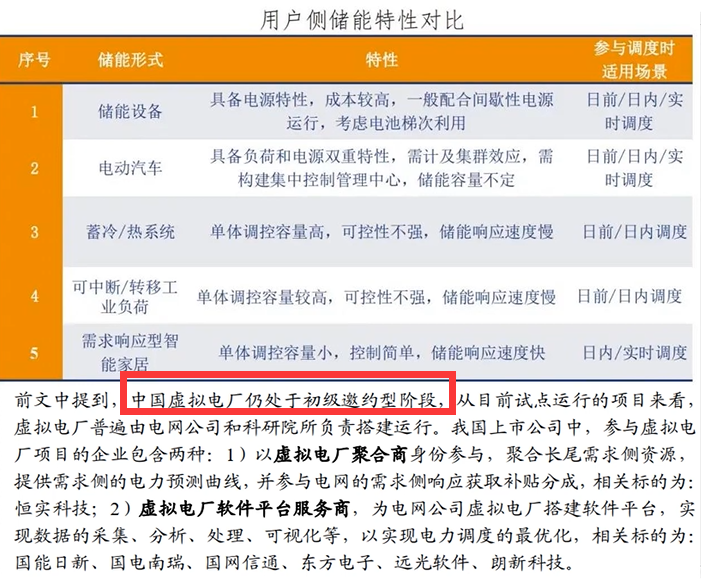 用户侧储能特性对比
序号 储能形式 特性 参与调度时适用场景
1 储能设备 具备电源特性，成本较高，一般配合间歇性电源 日前/日内/实
运行，考虑电池梯次利用 时调度
2 电动汽车 具备负荷和电源双重特性，需计及集群效应，需 日前/日内/实
构建集中控制管理中心，储能容量不定 时调度
3 蓄冷/热系统 单体调控容量高，可控性不强，储能响应速度慢 日前/日内调度
4 可中断/转移工 单体调控容量较高，可控性不强，储能响应速度慢 日前/日内调度
业负荷
5 需求响应型智 单体调控容量小，控制简单，储能响应速度快 日内/实时调度
能家居
前文中提到，中国虚拟电厂仍处于初级邀约型阶段，从目前试点运行的项目来看，
虚拟电厂普遍由电网公司和科研院所负责搭建运行。我国上市公司中，参与虚拟电
厂项目的企业包含两种：1）以虚拟电厂聚合商身份参与，聚合长尾需求侧资源，
提供需求侧的电力预测曲线，并参与电网的需求侧响应获取补贴分成，相关标的为：
恒实科技；2）虚拟电厂软件平台服务商，为电网公司虚拟电厂搭建软件平台，实
现数据的采集、分析、处理、可视化等，以实现电力调度的最优化，相关标的为：
国能日新、国电南瑞、国网信通、东方电子、远光软件、朗新科技。